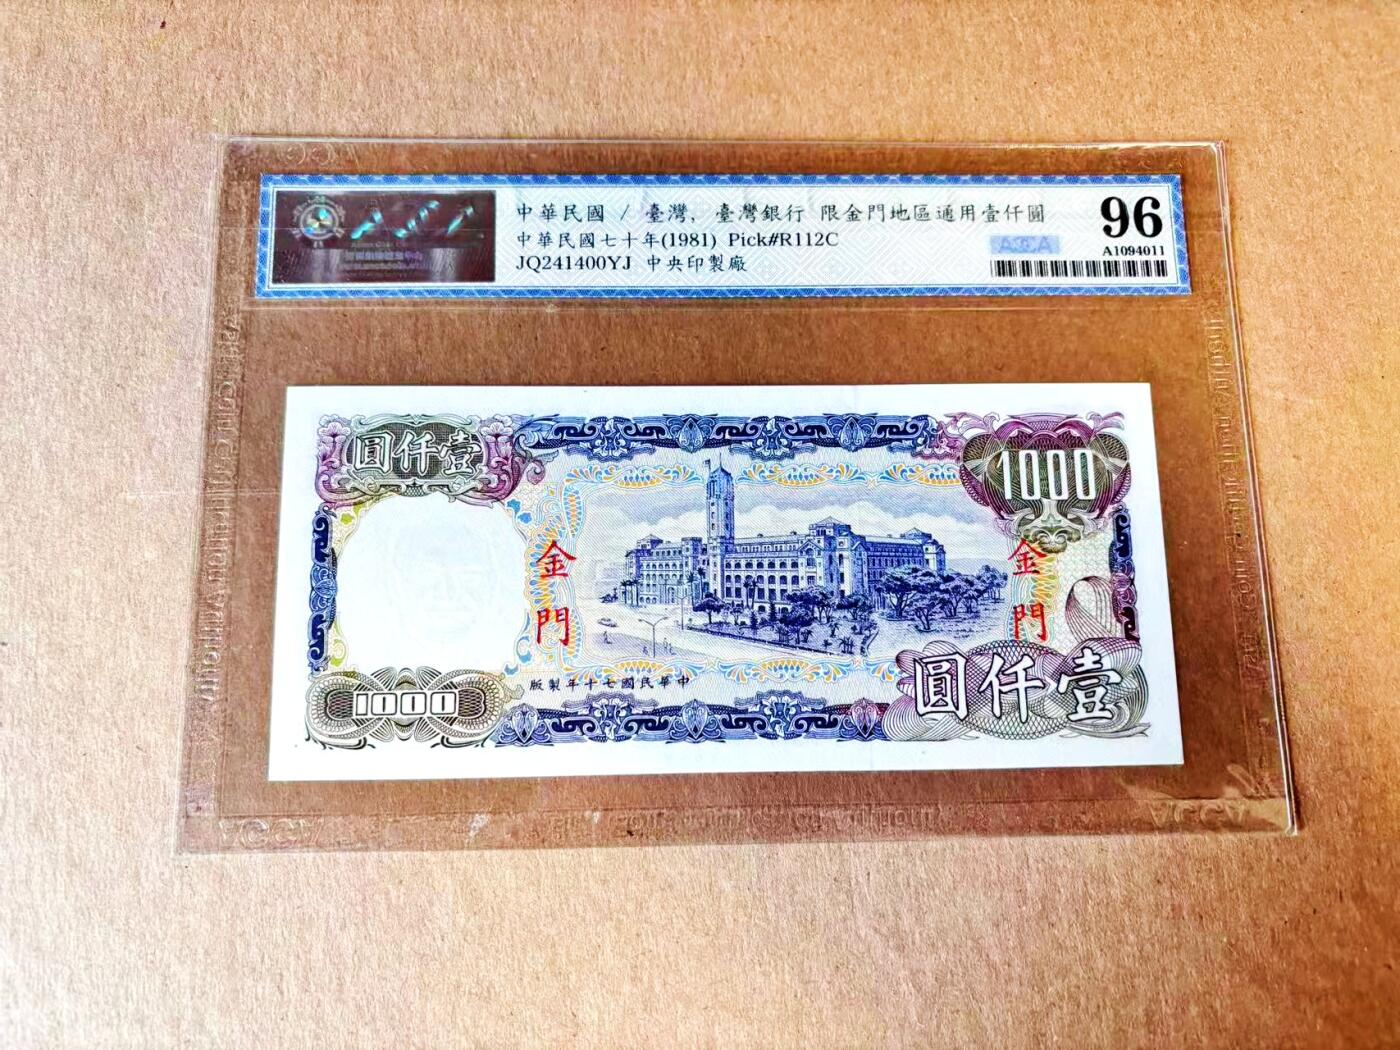 中華民國 / 臺灣, 臺灣銀行 限金門地區通用壹仟圓
96
中華民國七十年(1981) Pick#R112C
ACCA
A1094011
JQ241400YJ 中央印製廠
圓仟壹
1000
金門
金門
版製年十七國民華中
1000
圓仟壹